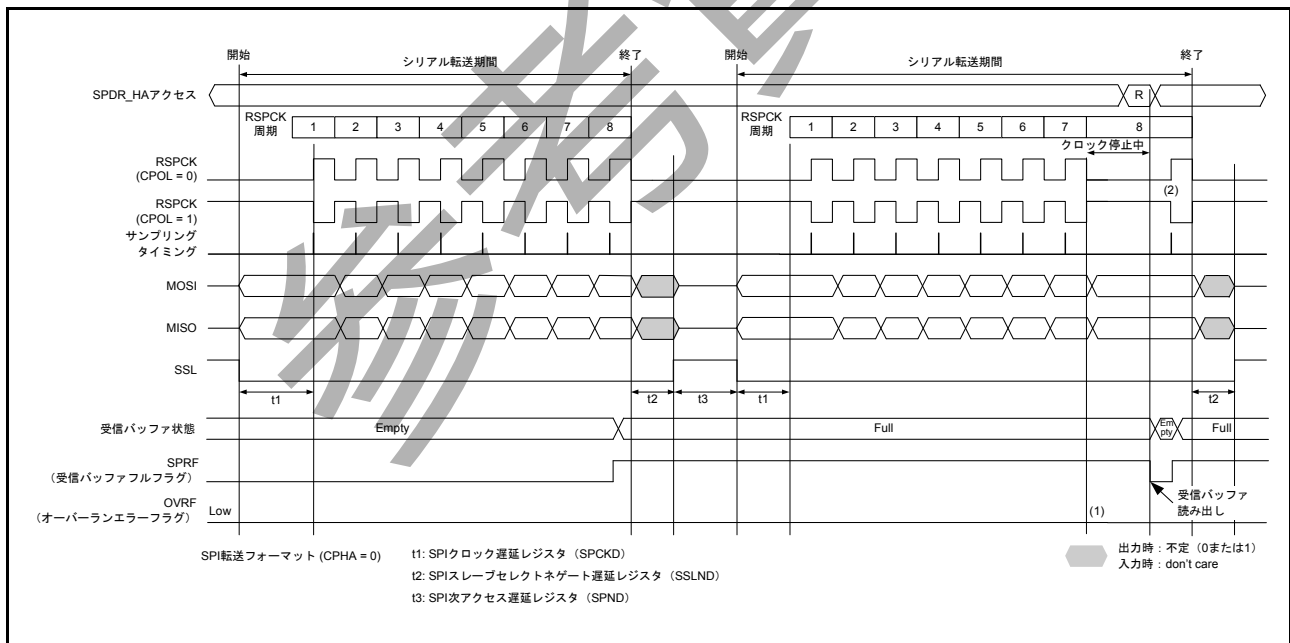 開始
シリアル転送期間
終了
開始
シリアル転送期間
終了
SPDR_HAアクセス
R
RSPCK
周期
1 2 3 4 5 6 7 8
RSPCK
周期
1 2 3 4 5 6 7 8
クロック停止中
RSPCK
(CPOL = 0)
(2)
RSPCK
(CPOL = 1)
サンプリング
タイミング
MOSI
MISO
SSL
t1
t2
t3
t1
t2
受信バッファ状態
Empty
Full
Em
pty
Full
SPRF
(受信バッファフルフラグ)
受信バッファ
読み出し
OVRF
(オーバーランエラーフラグ)
Low
(1)
SPI転送フォーマット (CPHA = 0)
t1: SPIクロック遅延レジスタ (SPCKD)
t2: SPIスレーブセレクトネゲート遅延レジスタ (SSLND)
t3: SPI次アクセス遅延レジスタ (SPND)
出力時：不定（0または1）
入力時：don't care
参考